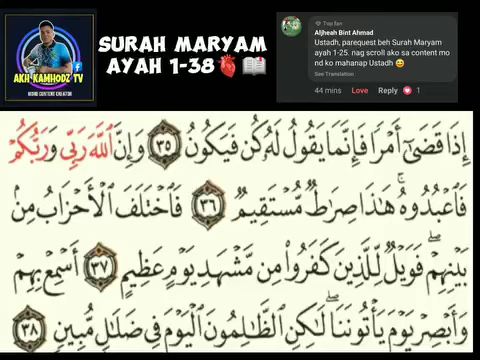 AKH KAMHODZ TV
MUSLIM CONTENT CREATOR
SURAH MARYAM
AYAH 1-38🫀📖
Top fan
Aljheah Bint Ahmad
Ustadh, parequest beh Surah Maryam
ayah 1-25. nag scroll ako sa content mo
nd ko mahanap Ustadh 😄
See Translation
44 mins Love Reply 1
إِذَا قَضَىٰٓ أَمْرًا فَإِنَّمَا يَقُولُ لَهُۥ كُن فَيَكُونُ ٣٥ وَإِنَّ ٱللَّهَ رَبِّى وَرَبُّكُمْ
فَٱعْبُدُوهُ ۚ هَٰذَا صِرَٰطٌ مُّسْتَقِيمٌ ٣٦ فَٱخْتَلَفَ ٱلْأَحْزَابُ مِنۢ
بَيْنِهِمْ ۖ فَوَيْلٌ لِّلَّذِينَ كَفَرُوا۟ مِن مَّشْهَدِ يَوْمٍ عَظِيمٍ ٣٧ أَسْمِعْ بِهِمْ
وَأَبْصِرْ يَوْمَ يَأْتُونَنَا ۖ لَٰكِنِ ٱلظَّٰلِمُونَ ٱلْيَوْمَ فِى ضَلَٰلٍ مُّبِينٍ ٣٨